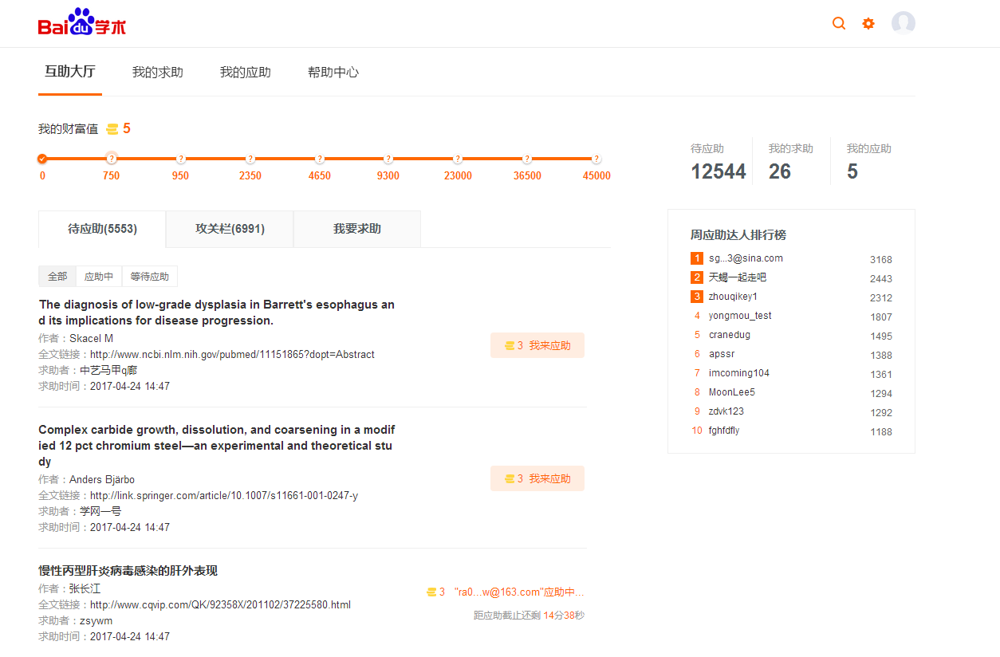 Baidu学术
互助大厅 我的求助 我的应助 帮助中心
我的财富值 5
? ? ? ? ? ? ? ?
0 750 950 2350 4650 9300 23000 36500 45000
待应助 我的求助 我的应助
12544 26 5
待应助(5553) 攻关栏(6991) 我要求助
全部 应助中 等待应助
The diagnosis of low-grade dysplasia in Barrett's esophagus an
d its implications for disease progression.
作者：Skacel M
全文链接：http://www.ncbi.nlm.nih.gov/pubmed/11151865?dopt=Abstract
求助者：中艺马甲q廊
求助时间：2017-04-24 14:47
3 我来应助
Complex carbide growth, dissolution, and coarsening in a modif
ied 12 pct chromium steel—an experimental and theoretical stu
dy
作者：Anders Bjärbo
全文链接：http://link.springer.com/article/10.1007/s11661-001-0247-y
求助者：学网一号
求助时间：2017-04-24 14:47
3 我来应助
慢性丙型肝炎病毒感染的肝外表现
作者：张长江
全文链接：http://www.cqvip.com/QK/92358X/201102/37225580.html
求助者：zsywm
求助时间：2017-04-24 14:47
3 "ra0...w@163.com"应助中...
距应助截止还剩 14分38秒
周应助达人排行榜
1 sg...3@sina.com 3168
2 天蝎一起走吧 2443
3 zhouqikey1 2312
4 yongmou_test 1807
5 cranedug 1495
6 apssr 1388
7 imcoming104 1361
8 MoonLee5 1294
9 zdvk123 1292
10 fghfdfly 1188